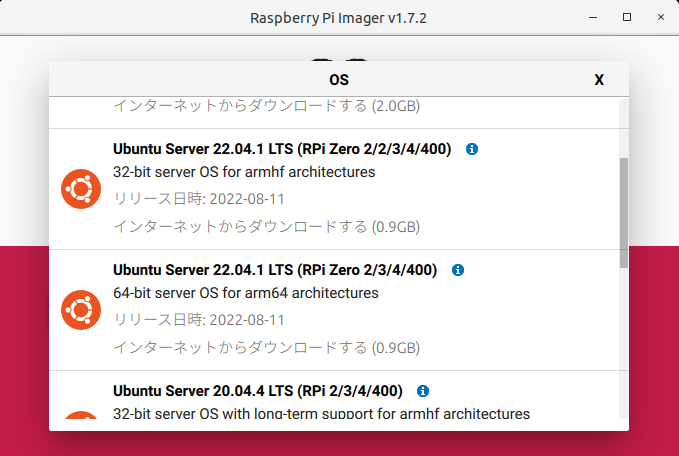 Raspberry Pi Imager v1.7.2
OS
X
インターネットからダウンロードする (2.0GB)
Ubuntu Server 22.04.1 LTS (RPi Zero 2/2/3/4/400)
32-bit server OS for armhf architectures
リリース日時: 2022-08-11
インターネットからダウンロードする (0.9GB)
Ubuntu Server 22.04.1 LTS (RPi Zero 2/3/4/400)
64-bit server OS for arm64 architectures
リリース日時: 2022-08-11
インターネットからダウンロードする (0.9GB)
Ubuntu Server 20.04.4 LTS (RPi 2/3/4/400)
32-bit server OS with long-term support for armhf architectures